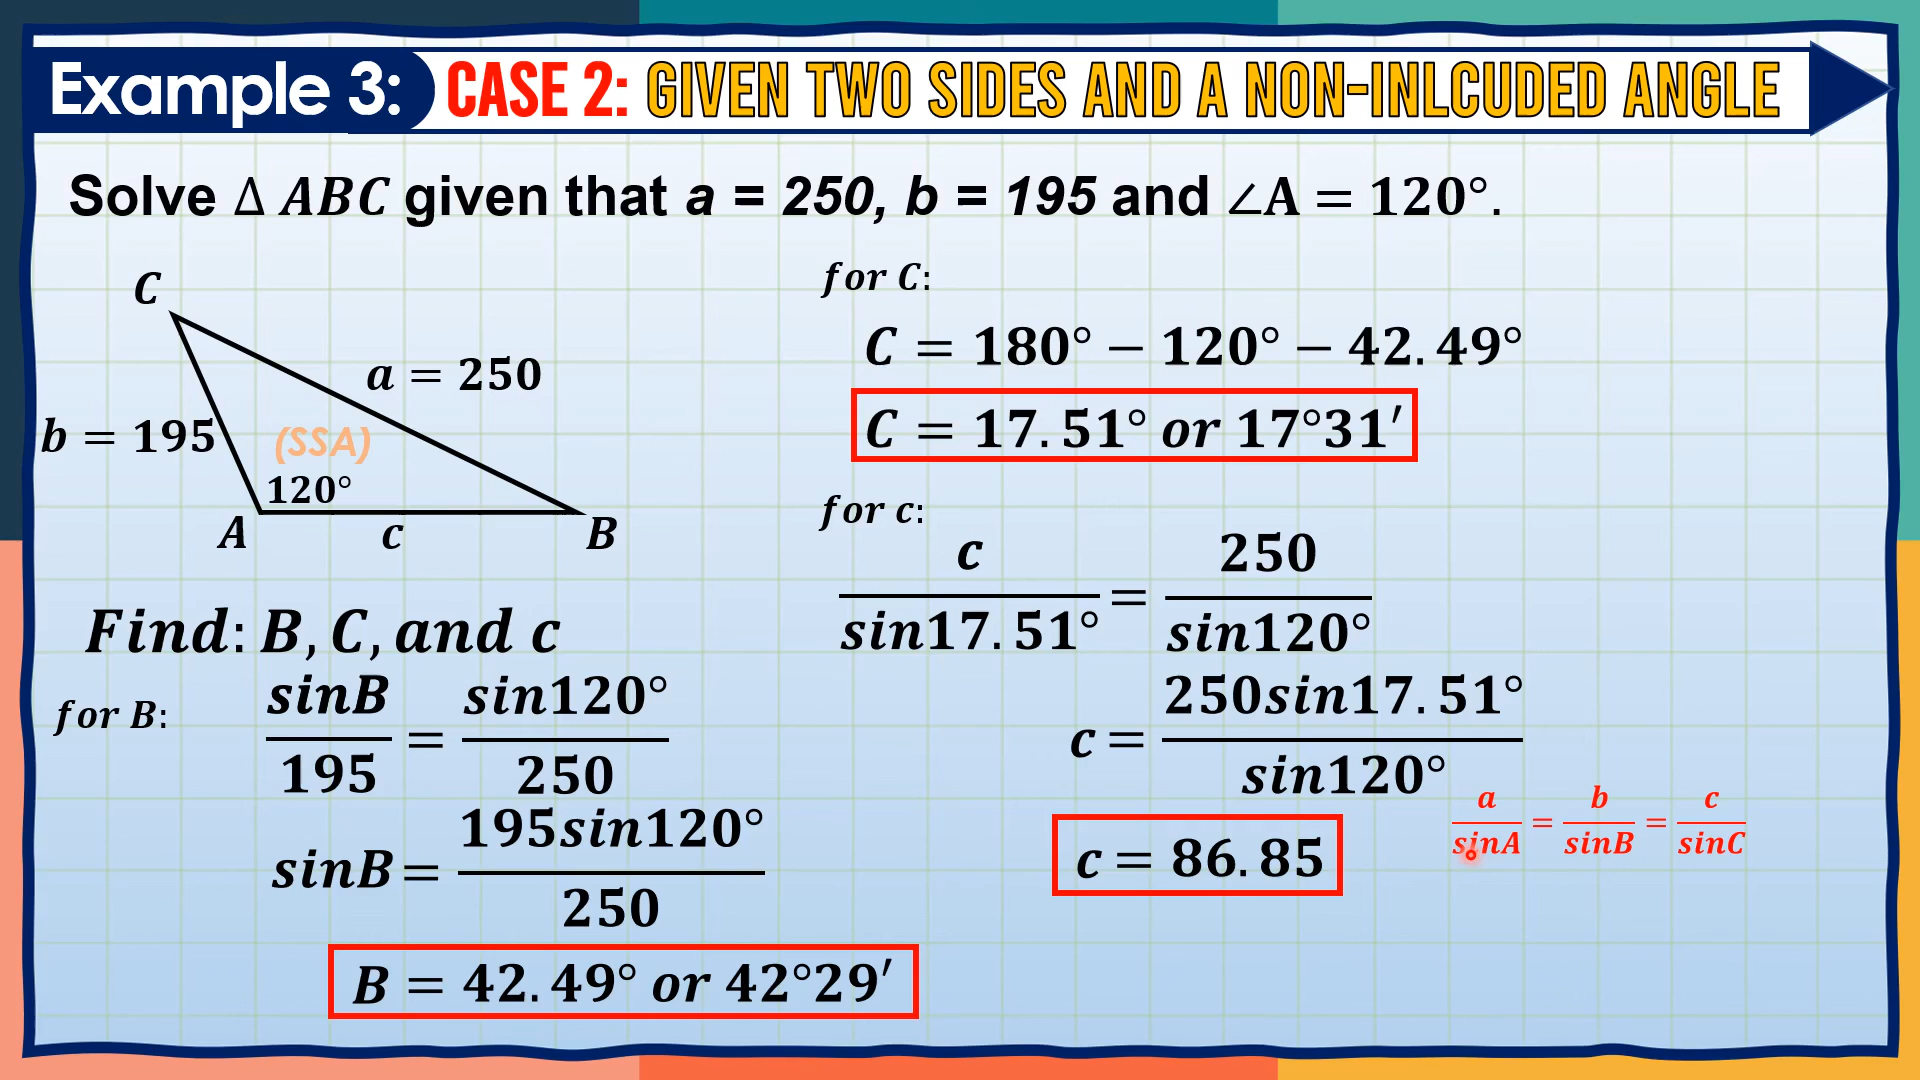 Example 3: CASE 2: GIVEN TWO SIDES AND A NON-INLCUDED ANGLE
Solve Δ ABC given that a = 250, b = 195 and ∠A = 120°.
C
a = 250
b = 195
(SSA)
120°
A
c
B
Find: B, C, and c
for B:
sinB/195 = sin120°/250
sinB = 195sin120°/250
B = 42.49° or 42°29′
for C:
C = 180° − 120° − 42.49°
C = 17.51° or 17°31′
for c:
c/sin17.51° = 250/sin120°
c = 250sin17.51°/sin120°
c = 86.85
a/sinA = b/sinB = c/sinC